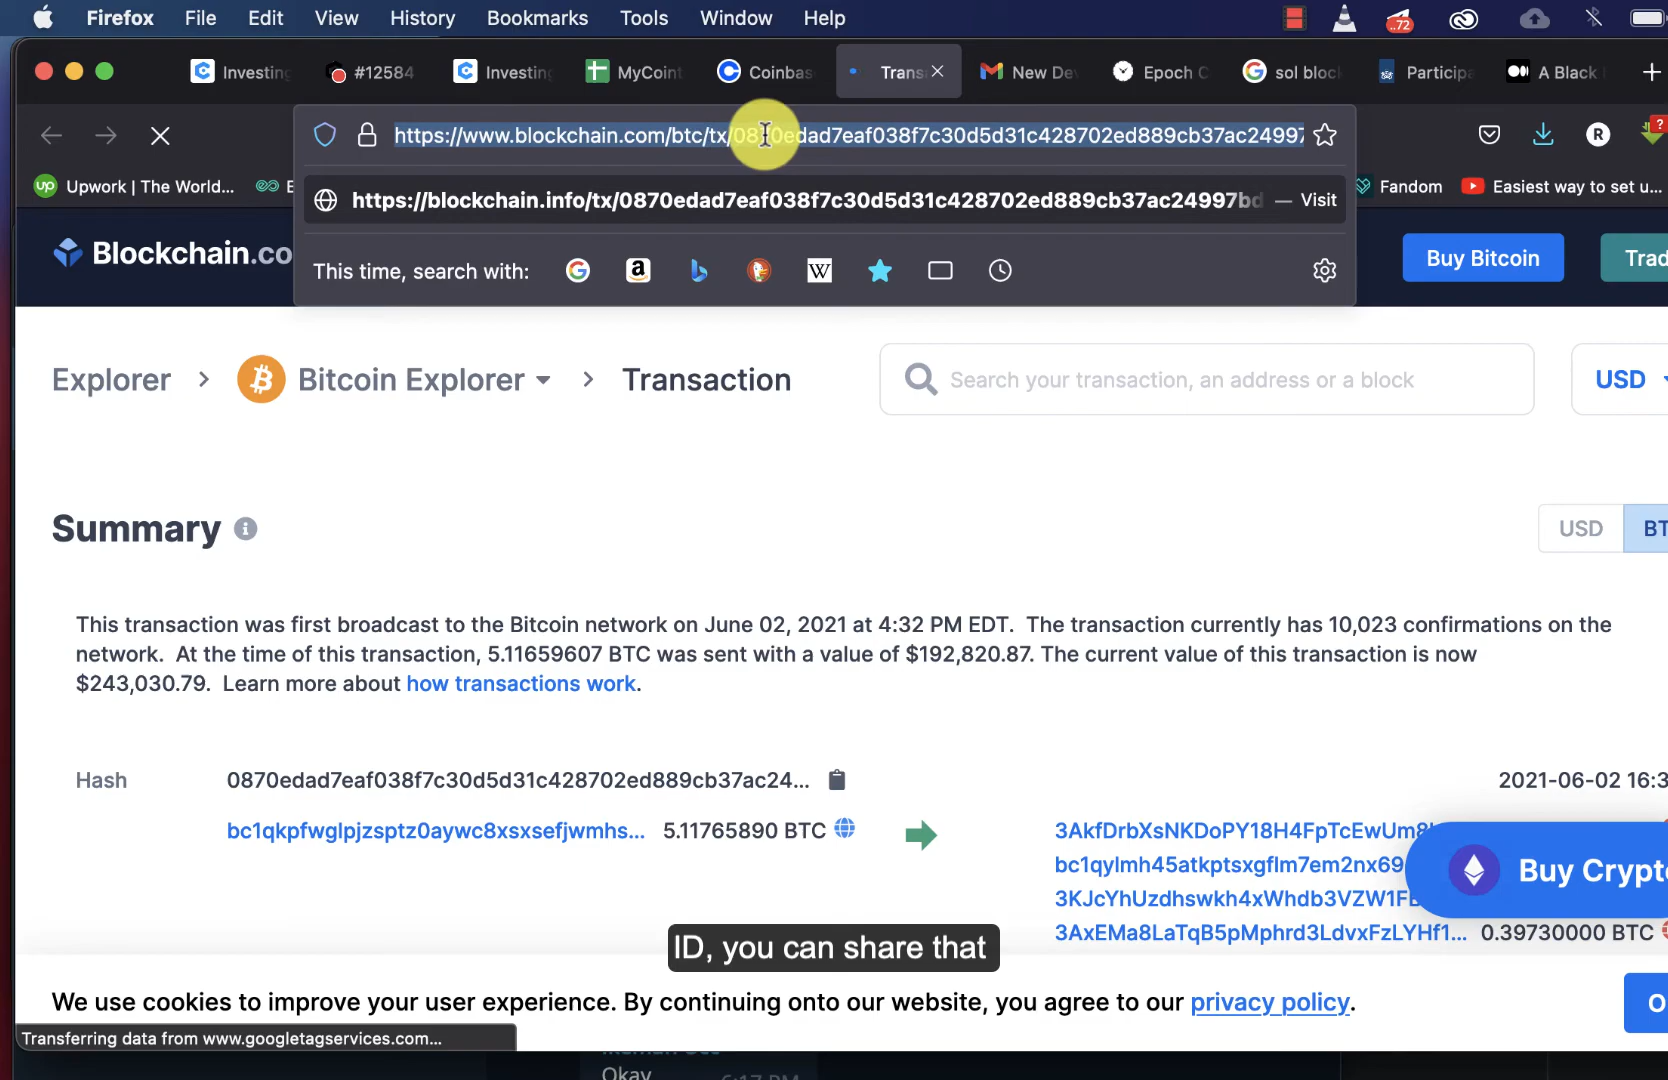 Firefox File Edit View History Bookmarks Tools Window Help
72
Investing #12584 Investing MyCoint Coinbas Trans New De Epoch C sol bloc Participa A Black
https://www.blockchain.com/btc/tx/0870edad7eaf038f7c30d5d31c428702ed889cb37ac24997
R ?
up Upwork | The World... E Fandom Easiest way to set u...
https://blockchain.info/tx/0870edad7eaf038f7c30d5d31c428702ed889cb37ac24997bd — Visit
Blockchain.co
This time, search with: G a W
Buy Bitcoin Trad
Explorer > Bitcoin Explorer > Transaction
Search your transaction, an address or a block
USD
Summary
USD BT
This transaction was first broadcast to the Bitcoin network on June 02, 2021 at 4:32 PM EDT. The transaction currently has 10,023 confirmations on the
network. At the time of this transaction, 5.11659607 BTC was sent with a value of $192,820.87. The current value of this transaction is now
$243,030.79. Learn more about how transactions work.
Hash 0870edad7eaf038f7c30d5d31c428702ed889cb37ac24... 2021-06-02 16:3
bc1qkpfwglpjzsptz0aywc8xsxsefjwmhs... 5.11765890 BTC 3AkfDrbXsNKDoPY18H4FpTcEwUm8
bc1qylmh45atkptsxgflm7em2nx69
3KJcYhUzdhswkh4xWhdb3VZW1F
3AxEMa8LaTqB5pMphrd3LdvxFzLYHf1... 0.39730000 BTC
Buy Crypto
ID, you can share that
We use cookies to improve your user experience. By continuing onto our website, you agree to our privacy policy.
O
Transferring data from www.googletagservices.com...
Okay